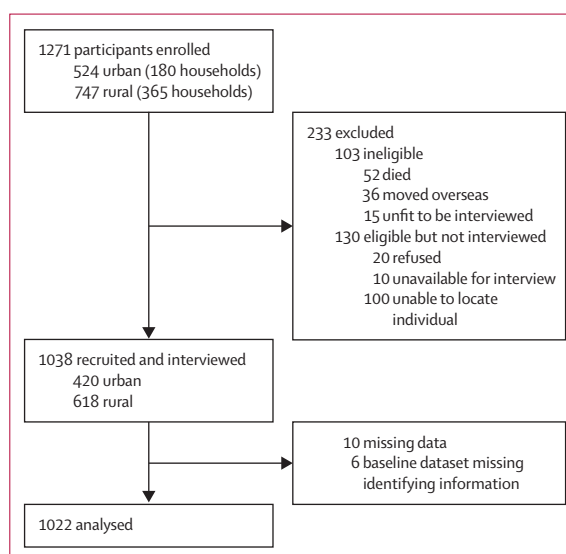 1271 participants enrolled
524 urban (180 households)
747 rural (365 households)
233 excluded
103 ineligible
52 died
36 moved overseas
15 unfit to be interviewed
130 eligible but not interviewed
20 refused
10 unavailable for interview
100 unable to locate
individual
1038 recruited and interviewed
420 urban
618 rural
10 missing data
6 baseline dataset missing
identifying information
1022 analysed